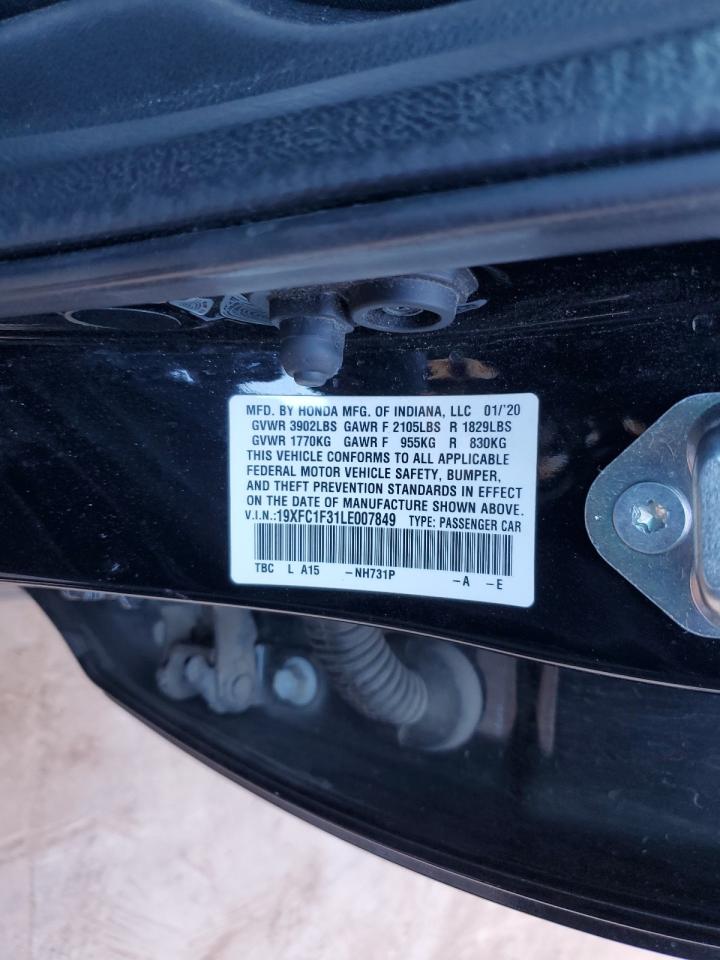 MFD. BY HONDA MFG. OF INDIANA, LLC 01/'20
GVWR 3902LBS GAWR F 2105LBS R 1829LBS
GVWR 1770KG GAWR F 955KG R 830KG
THIS VEHICLE CONFORMS TO ALL APPLICABLE
FEDERAL MOTOR VEHICLE SAFETY, BUMPER,
AND THEFT PREVENTION STANDARDS IN EFFECT
ON THE DATE OF MANUFACTURE SHOWN ABOVE.
V.I.N.:19XFC1F31LE007849 TYPE: PASSENGER CAR
TBC L A15 -NH731P -A -E